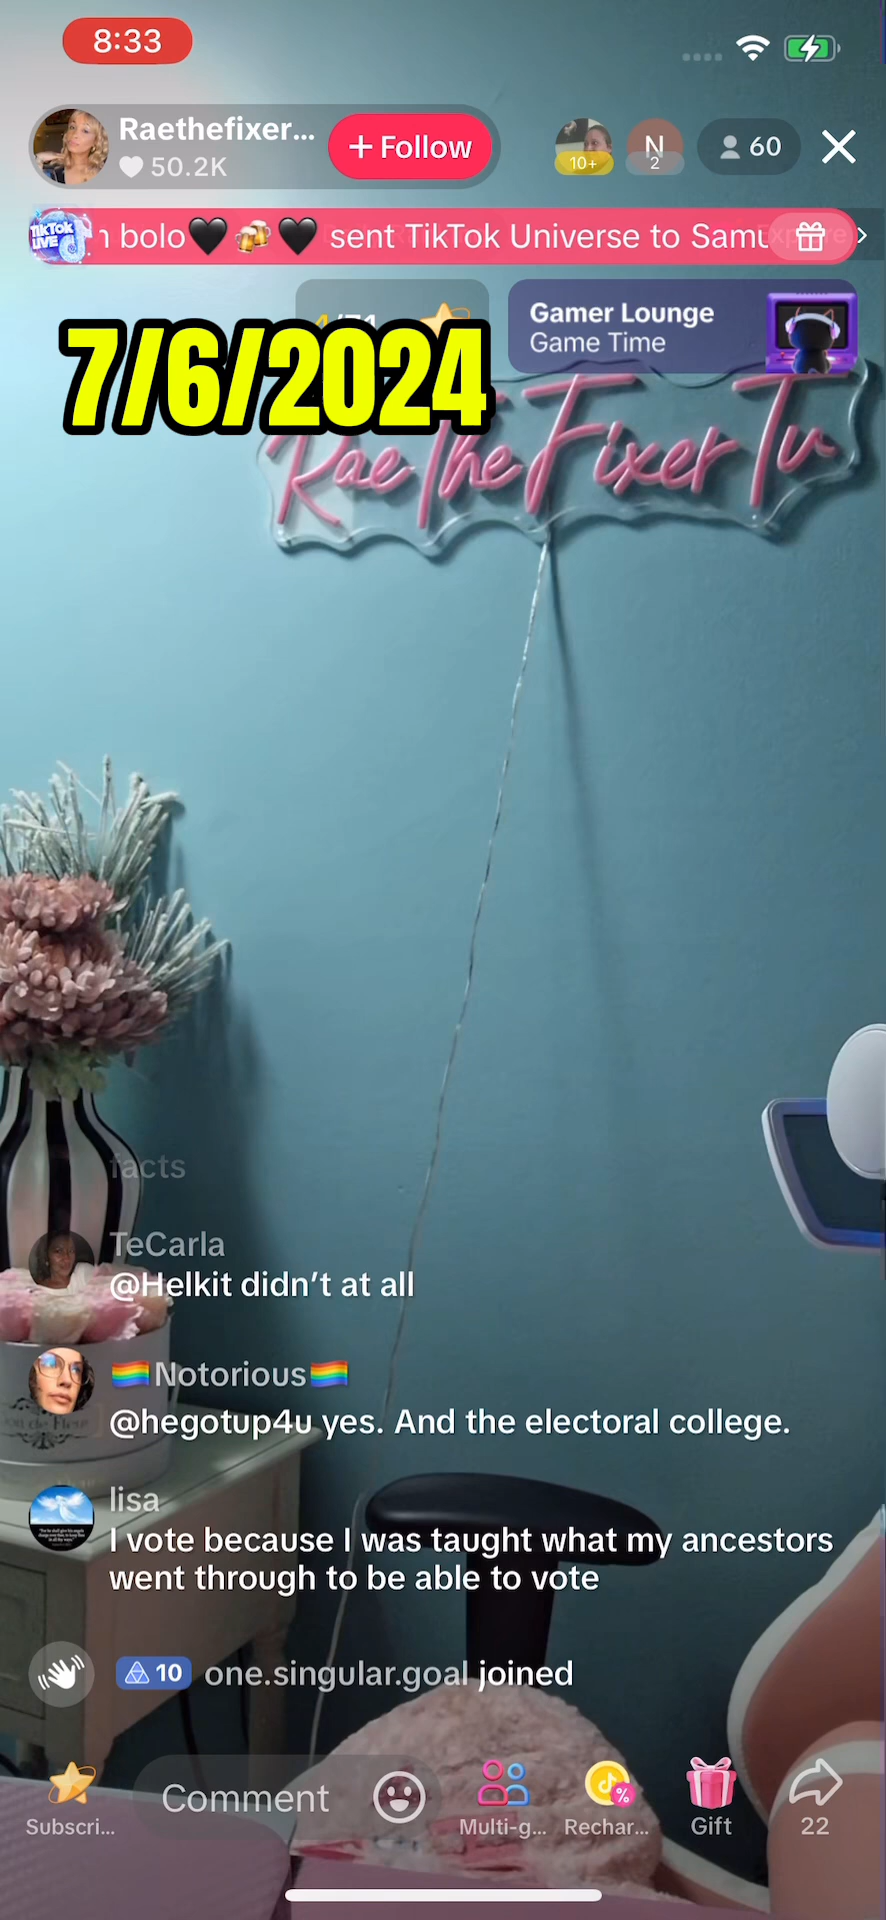 8:33
Raethefixer...
50.2K
+ Follow
10+
N
2
60
TikTok
LIVE
bolo🖤🍻🖤 sent TikTok Universe to Samu
7/6/2024
Gamer Lounge
Game Time
RaeTheFixer Tv
facts
TeCarla
@Helkit didn't at all
🏳️‍🌈Notorious🏳️‍🌈
@hegotup4u yes. And the electoral college.
lisa
I vote because I was taught what my ancestors
went through to be able to vote
10 one.singular.goal joined
Subscri...
Comment
Multi-g...
Rechar...
Gift
22